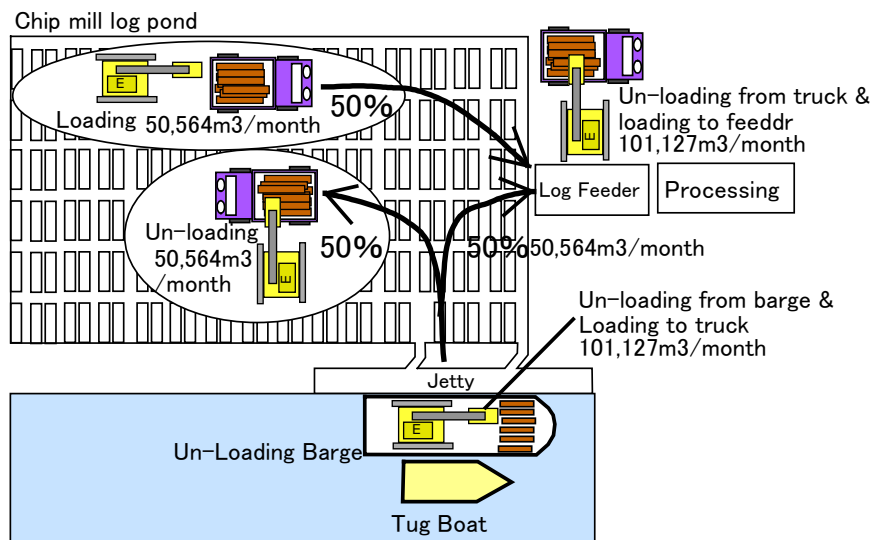 Chip mill log pond
E
Loading
50,564m3/month
50%
Un-loading from truck &
loading to feeddr
101,127m3/month
Log Feeder
Processing
Un-loading
50,564m3
/month
50%
E
50%
50,564m3/month
Un-loading from barge &
Loading to truck
101,127m3/month
E
Jetty
E
Un-Loading Barge
Tug Boat